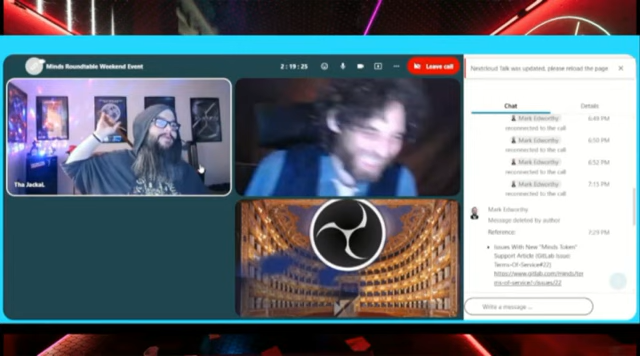 Minds Roundtable Weekend Event
2:19:25
Leave call
Nextcloud Talk was updated, please reload the page
Chat
Details
Mark Edworthy
6:49 PM
reconnected to the call
Mark Edworthy
6:50 PM
reconnected to the call
Mark Edworthy
6:52 PM
reconnected to the call
Mark Edworthy
7:15 PM
reconnected to the call
Mark Edworthy
Message deleted by author
Reference:
7:29 PM
Issues With New "Minds Token"
Support Article (GitLab Issue
Terms-Of-Service#22)
https://www.gitlab.com/minds/ter
ms-of-service/-/issues/22
Write a message ...
Tha JackaL